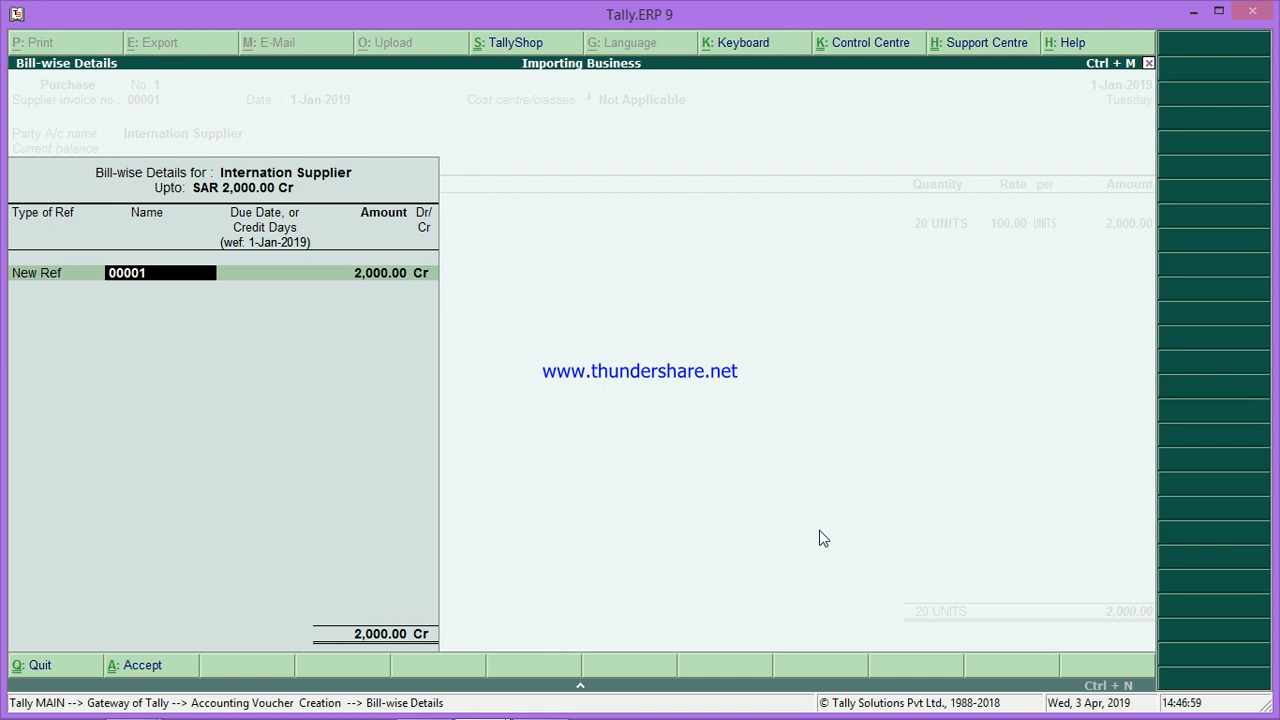 Tally.ERP 9
P: Print E: Export M: E-Mail O: Upload S: TallyShop G: Language K: Keyboard K: Control Centre H: Support Centre H: Help
Bill-wise Details Importing Business Ctrl + M
Purchase No. 1 1-Jan-2019
Supplier invoice no.: 00001 Date : 1-Jan-2019 Cost centre/classes: Not Applicable Tuesday
Party A/c name : Internation Supplier
Current balance :
Bill-wise Details for : Internation Supplier
Upto: SAR 2,000.00 Cr
Quantity Rate per Amount
Type of Ref Name Due Date, or Amount Dr/
Credit Days Cr
(wef: 1-Jan-2019)
20 UNITS 100.00 UNITS 2,000.00
New Ref 00001 2,000.00 Cr
www.thundershare.net
20 UNITS 2,000.00
2,000.00 Cr
Q: Quit A: Accept
Ctrl + N
Tally MAIN --> Gateway of Tally --> Accounting Voucher Creation --> Bill-wise Details © Tally Solutions Pvt Ltd., 1988-2018 Wed, 3 Apr, 2019 14:46:59